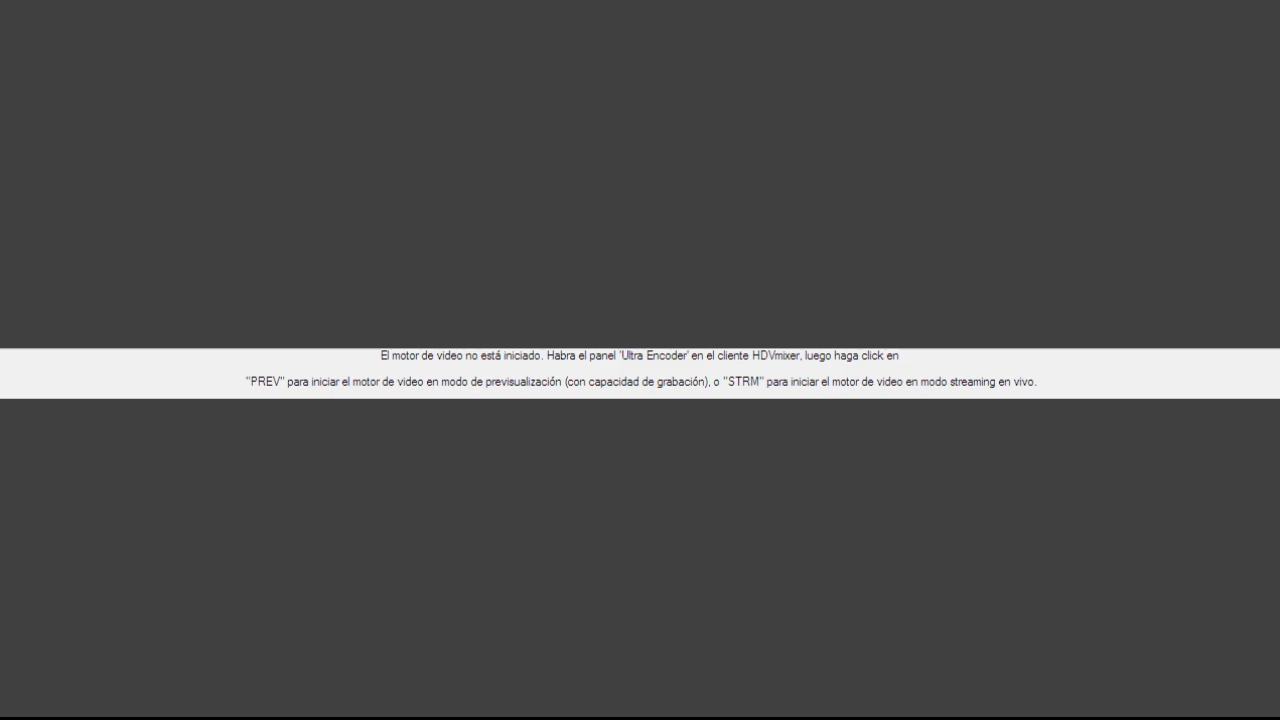 El motor de video no está iniciado. Habra el panel 'Ultra Encoder' en el cliente HDVmixer, luego haga click en
"PREV" para iniciar el motor de video en modo de previsualización (con capacidad de grabación), o "STRM" para iniciar el motor de video en modo streaming en vivo.